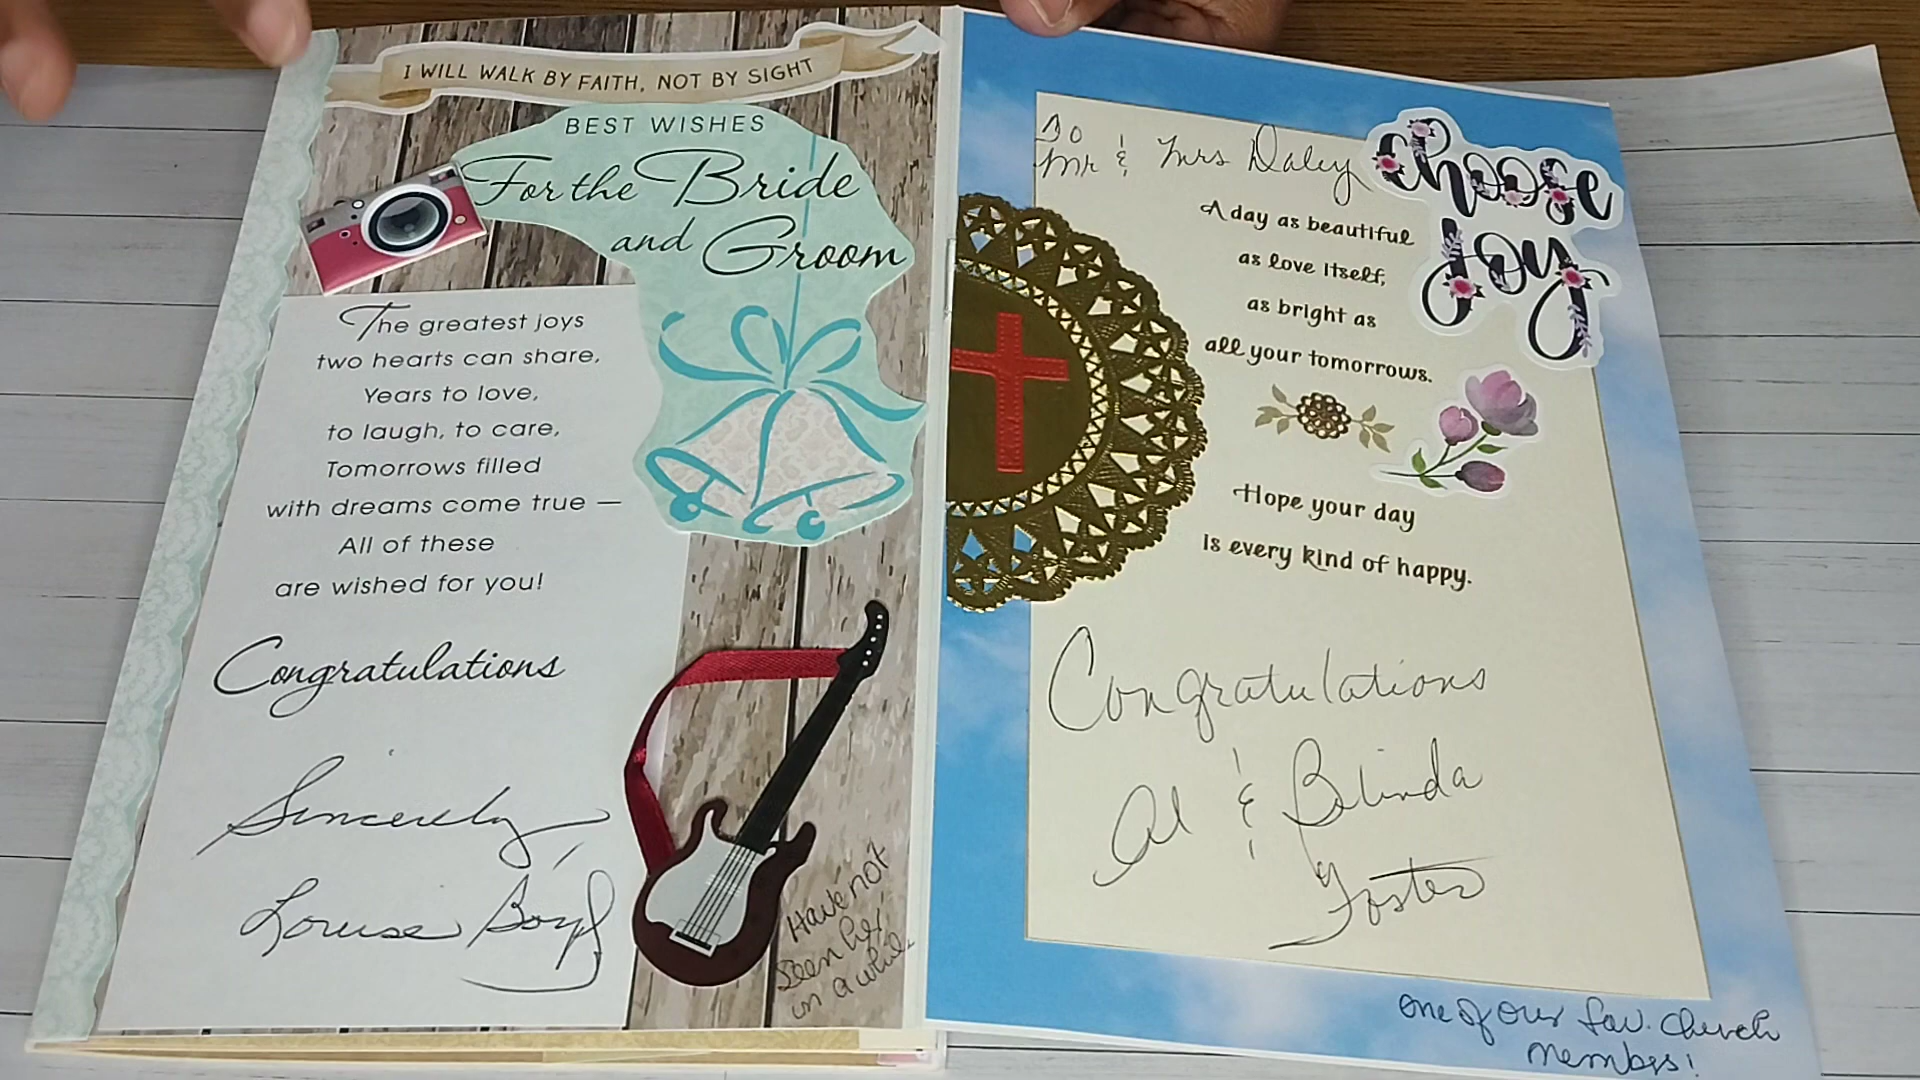 I WILL WALK BY FAITH, NOT BY SIGHT
BEST WISHES
For the Bride
and Groom
The greatest joys
two hearts can share,
Years to love,
to laugh, to care,
Tomorrows filled
with dreams come true —
All of these
are wished for you!
Congratulations
Sincerely,
Louise Boyd
Have not
seen her
in a while.
To
Mr & Mrs Daley
Choose
Joy
A day as beautiful
as love itself,
as bright as
all your tomorrows.
Hope your day
is every kind of happy.
Congratulations
Al & Belinda
Foster
One of our fav. church
members!